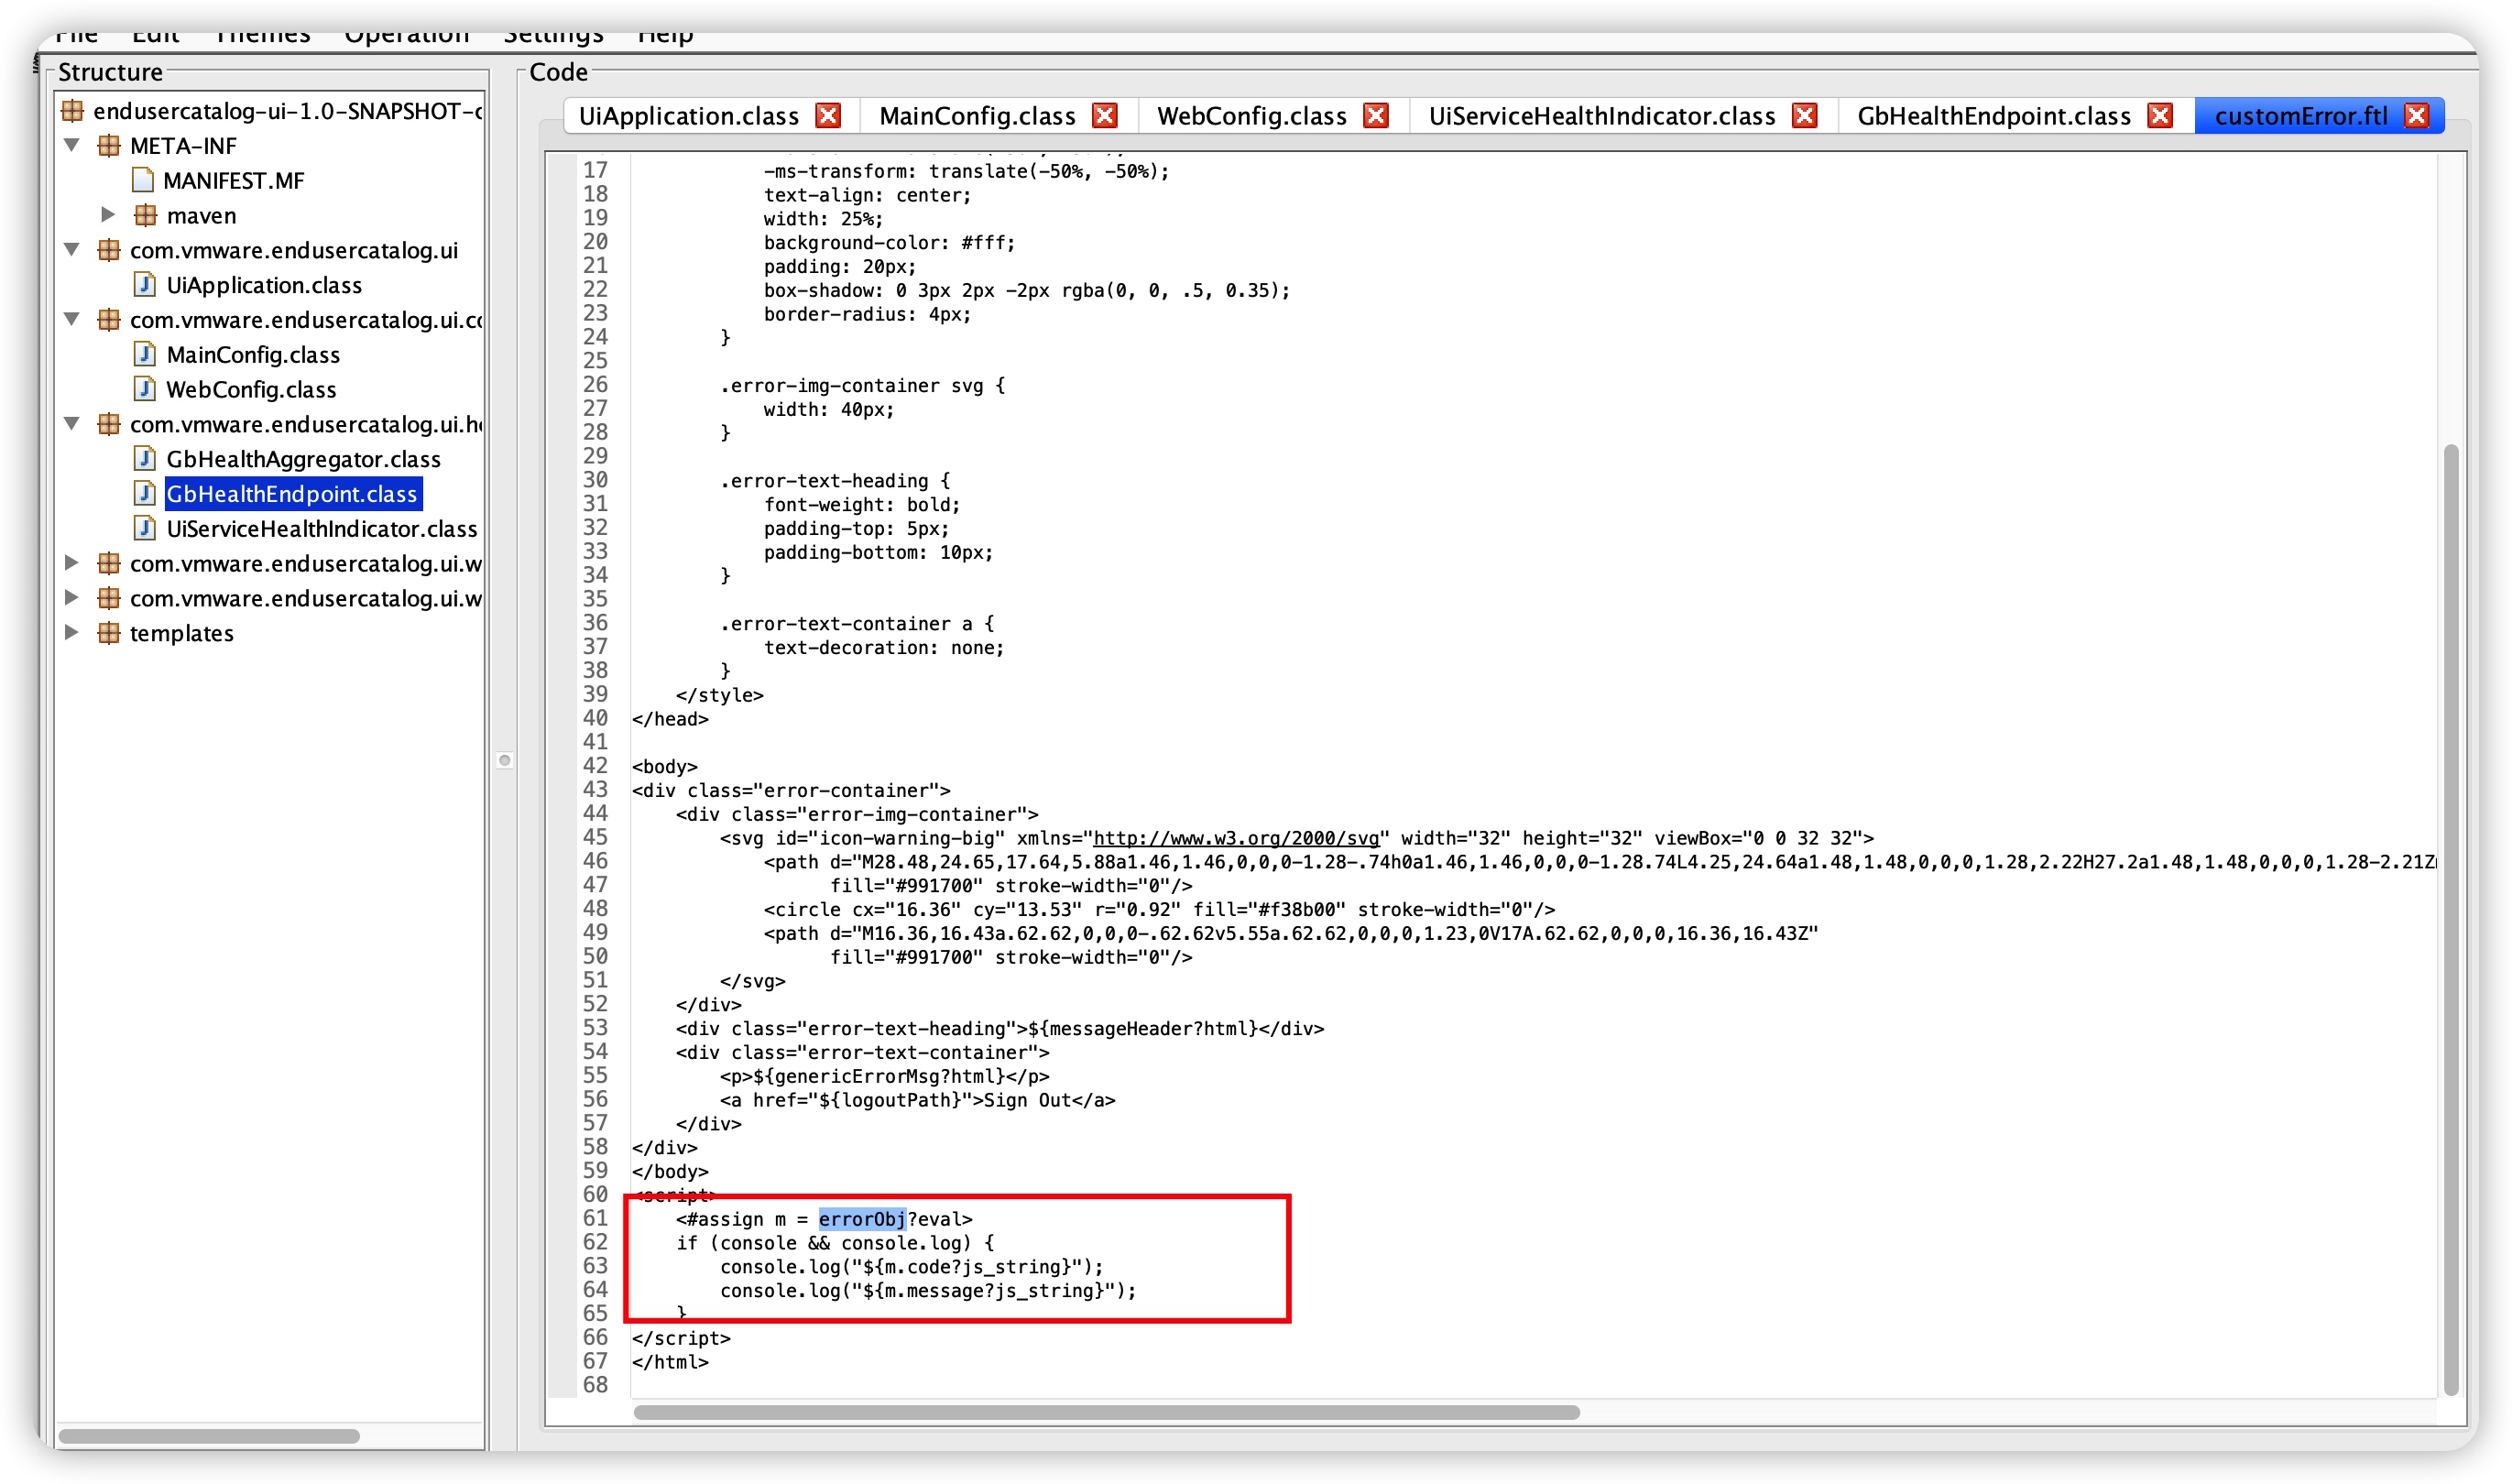 File Edit Themes Operation Settings Help
Structure
endusercatalog-ui-1.0-SNAPSHOT-c
META-INF
MANIFEST.MF
maven
com.vmware.endusercatalog.ui
UiApplication.class
com.vmware.endusercatalog.ui.co
MainConfig.class
WebConfig.class
com.vmware.endusercatalog.ui.he
GbHealthAggregator.class
GbHealthEndpoint.class
UiServiceHealthIndicator.class
com.vmware.endusercatalog.ui.w
com.vmware.endusercatalog.ui.w
templates
Code
UiApplication.class MainConfig.class WebConfig.class UiServiceHealthIndicator.class GbHealthEndpoint.class customError.ftl
17 -ms-transform: translate(-50%, -50%);
18 text-align: center;
19 width: 25%;
20 background-color: #fff;
21 padding: 20px;
22 box-shadow: 0 3px 2px -2px rgba(0, 0, .5, 0.35);
23 border-radius: 4px;
24 }
25
26 .error-img-container svg {
27 width: 40px;
28 }
29
30 .error-text-heading {
31 font-weight: bold;
32 padding-top: 5px;
33 padding-bottom: 10px;
34 }
35
36 .error-text-container a {
37 text-decoration: none;
38 }
39 </style>
40 </head>
41
42 <body>
43 <div class="error-container">
44 <div class="error-img-container">
45 <svg id="icon-warning-big" xmlns="http://www.w3.org/2000/svg" width="32" height="32" viewBox="0 0 32 32">
46 <path d="M28.48,24.65,17.64,5.88a1.46,1.46,0,0,0-1.28-.74h0a1.46,1.46,0,0,0-1.28.74L4.25,24.64a1.48,1.48,0,0,0,1.28,2.22H27.2a1.48,1.48,0,0,0,1.28-2.21Z
47 fill="#991700" stroke-width="0"/>
48 <circle cx="16.36" cy="13.53" r="0.92" fill="#f38b00" stroke-width="0"/>
49 <path d="M16.36,16.43a.62.62,0,0,0-.62.62v5.55a.62.62,0,0,0,1.23,0V17A.62.62,0,0,0,16.36,16.43Z"
50 fill="#991700" stroke-width="0"/>
51 </svg>
52 </div>
53 <div class="error-text-heading">${messageHeader?html}</div>
54 <div class="error-text-container">
55 <p>${genericErrorMsg?html}</p>
56 <a href="${logoutPath}">Sign Out</a>
57 </div>
58 </div>
59 </body>
60 <script>
61 <#assign m = errorObj?eval>
62 if (console && console.log) {
63 console.log("${m.code?js_string}");
64 console.log("${m.message?js_string}");
65 }
66 </script>
67 </html>
68